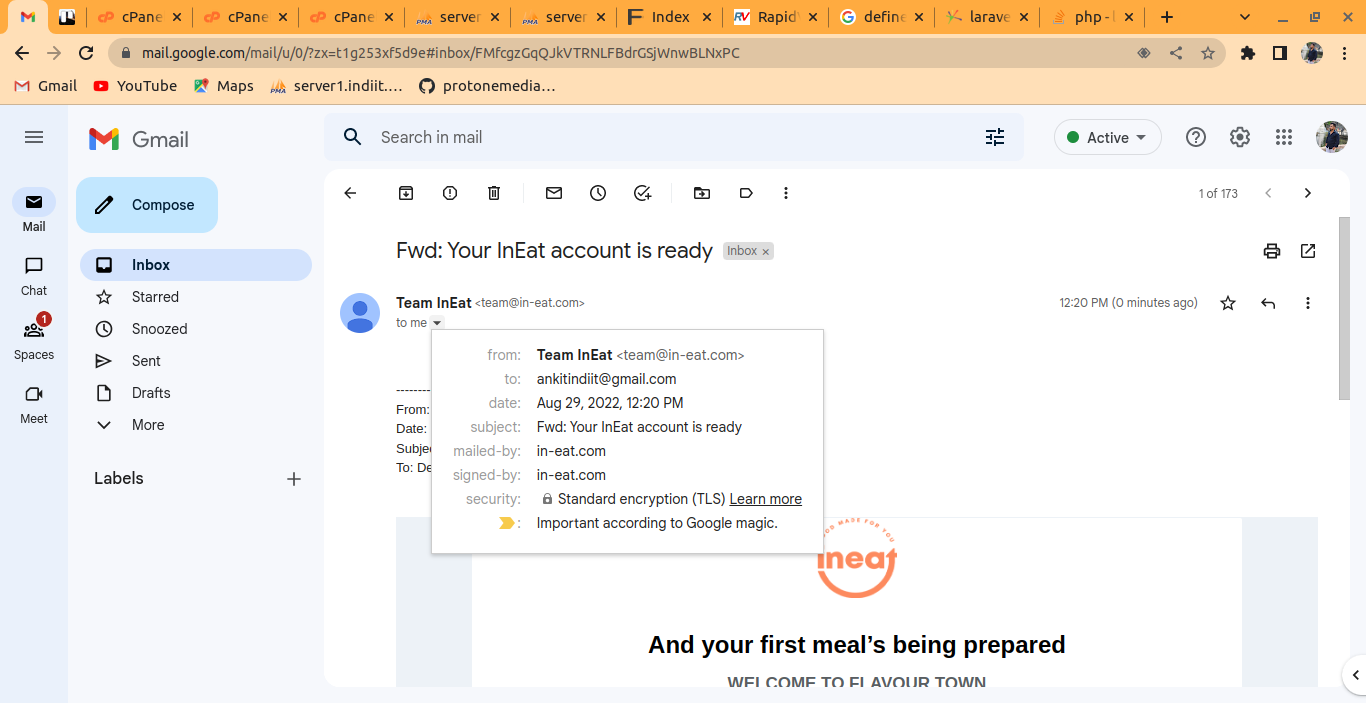 cPane
cPane
cPane
server
server
Index
Rapid
define
larave
php - l
mail.google.com/mail/u/0/?zx=t1g253xf5d9e#inbox/FMfcgzGqQJkVTRNLFBdrGSjWnwBLNxPC
Gmail
YouTube
Maps
server1.indiit....
protonemedia...
Gmail
Search in mail
Active
Mail
Chat
1
Spaces
Meet
Compose
Inbox
Starred
Snoozed
Sent
Drafts
More
Labels
1 of 173
Fwd: Your InEat account is ready
Inbox ×
Team InEat <team@in-eat.com>
12:20 PM (0 minutes ago)
to me
---------
From:
Date:
Subje
To: De
from: Team InEat <team@in-eat.com>
to: ankitindiit@gmail.com
date: Aug 29, 2022, 12:20 PM
subject: Fwd: Your InEat account is ready
mailed-by: in-eat.com
signed-by: in-eat.com
security: Standard encryption (TLS) Learn more
: Important according to Google magic.
OD MADE FOR YOU.
ineat
And your first meal’s being prepared
WELCOME TO FLAVOUR TOWN